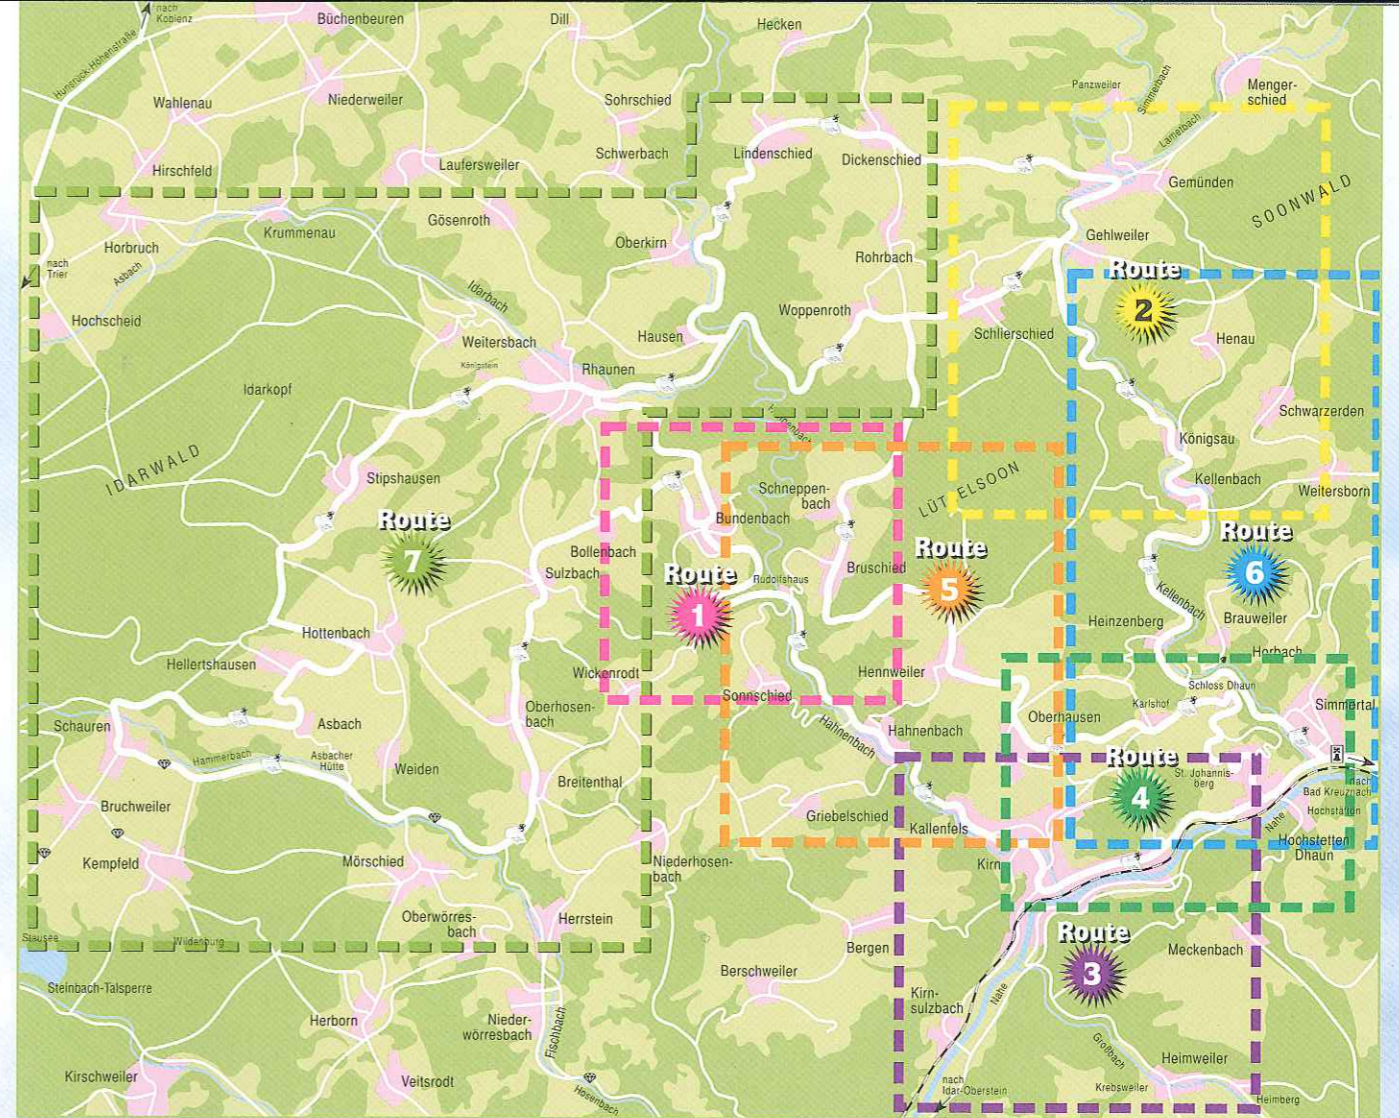 nach
Koblenz
Hunsrück-Höhenstraße
Büchenbeuren
Dill
Hecken
Wahlenau
Niederweiler
Sohrschied
Panzweiler
Simmerbach
Menger-
schied
Lametbach
Hirschfeld
Laufersweiler
Schwerbach
Lindenschied
Dickenschied
Gemünden
SOONWALD
Horbruch
Krummenau
Gösenroth
Oberkirn
Rohrbach
Gehlweiler
nach
Trier
Asbach
Idarbach
Route
2
Hochscheid
Weitersbach
Königstein
Hausen
Woppenroth
Schlierschied
Henau
Rhaunen
Idarkopf
Schwarzerden
Königsau
IDARWALD
Stipshausen
Schneppen-
bach
LÜTZELSOON
Kellenbach
Weitersborn
Route
7
Bundenbach
Bollenbach
Sulzbach
Route
1
Rudolfshaus
Bruschied
Route
5
Route
6
Kellenbach
Brauweiler
Heinzenberg
Hottenbach
Hellertshausen
Horbach
Wickenrodt
Sonnschied
Hennweiler
Schloss Dhaun
Schauren
Asbach
Oberhosen-
bach
Hahnenbach
Hahnenbach
Oberhausen
Karlshof
Simmertal
Hammerbach
Asbacher
Hütte
Weiden
Breitenthal
Route
4
St. Johannis-
berg
nach
Bad Kreuznach
Bruchweiler
Griebelschied
Kallenfels
Nahe
Hochstätten
Hochstetten
Dhaun
Kempfeld
Mörschied
Niederhosen-
bach
Kirn
Oberwörres-
bach
Herrstein
Stausee
Wildenburg
Bergen
Route
3
Meckenbach
Steinbach-Talsperre
Berschweiler
Kirn-
sulzbach
Nahe
Herborn
Nieder-
wörresbach
Fischbach
Großbach
Heimweiler
Kirschweiler
Veitsrodt
Hosenbach
nach
Idar-Oberstein
Krebsweiler
Heimberg